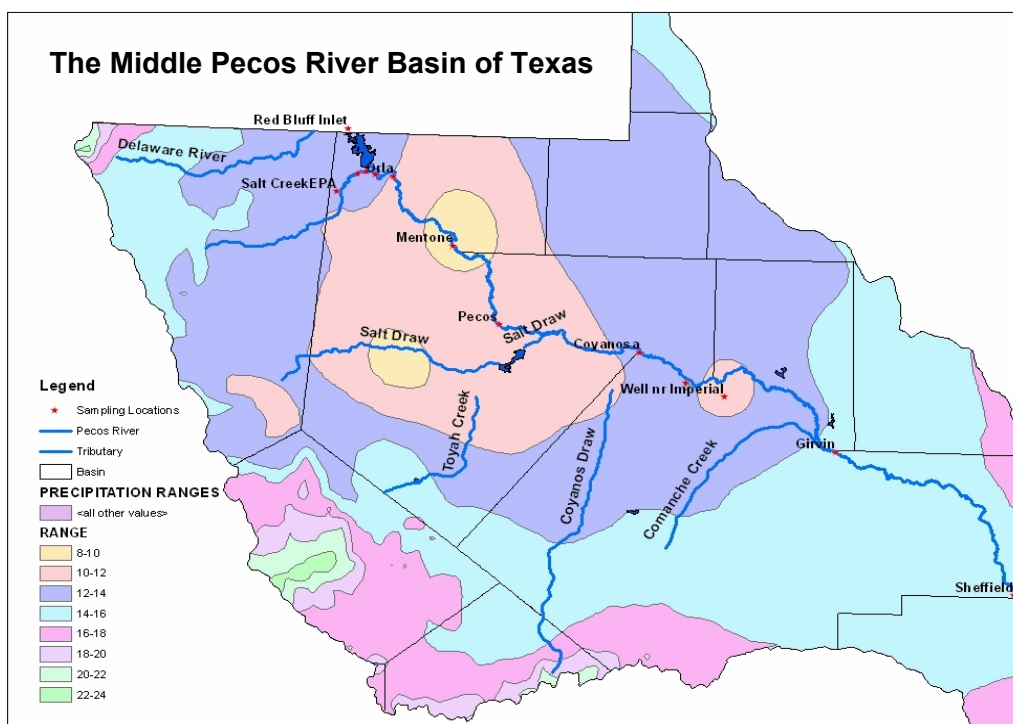 The Middle Pecos River Basin of Texas
Red Bluff Inlet
Delaware River
Orla
Salt CreekEPA
Mentone
Pecos
Salt Draw
Salt Draw
Coyanosa
Well nr Imperial
Toyah Creek
Coyanos Draw
Comanche Creek
Girvin
Sheffield
Legend
Sampling Locations
Pecos River
Tributary
Basin
PRECIPITATION RANGES
<all other values>
RANGE
8-10
10-12
12-14
14-16
16-18
18-20
20-22
22-24